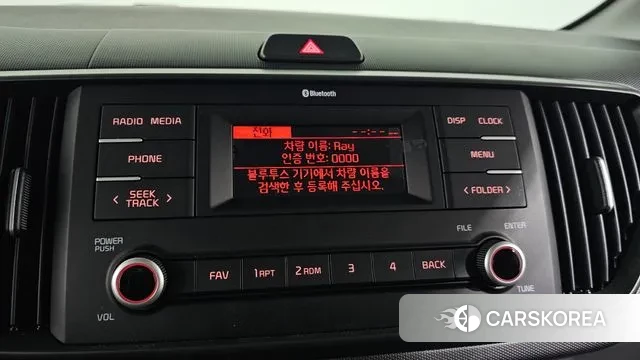 Bluetooth
RADIO MEDIA
PHONE
SEEK
TRACK
전화
--:--
차량 이름: Ray
인증 번호: 0000
블루투스 기기에서 차량 이름을
검색한 후 등록해 주십시오.
DISP CLOCK
MENU
FOLDER
POWER
PUSH
VOL
FAV
1 RPT
2 RDM
3
4
BACK
FILE
ENTER
TUNE
CARSKOREA